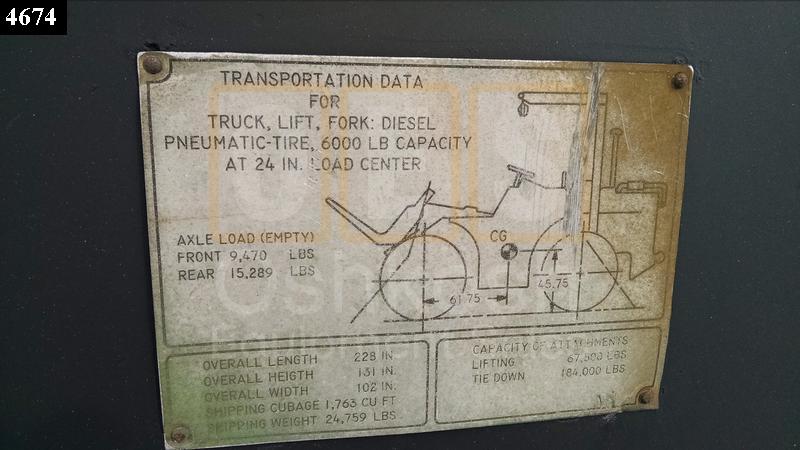 4674
TRANSPORTATION DATA
FOR
TRUCK, LIFT, FORK: DIESEL
PNEUMATIC-TIRE, 6000 LB CAPACITY
AT 24 IN. LOAD CENTER
AXLE LOAD (EMPTY)
FRONT 9,470 LBS
REAR 15,289 LBS
CG
61.75
45.75
OVERALL LENGTH 228 IN.
OVERALL HEIGTH 131 IN.
OVERALL WIDTH 102 IN.
SHIPPING CUBAGE 1,763 CU FT
SHIPPING WEIGHT 24,759 LBS.
CAPACITY OF ATTACHMENTS
LIFTING 67,800 LBS
TIE DOWN 184,000 LBS
Oshkosh
Equipment